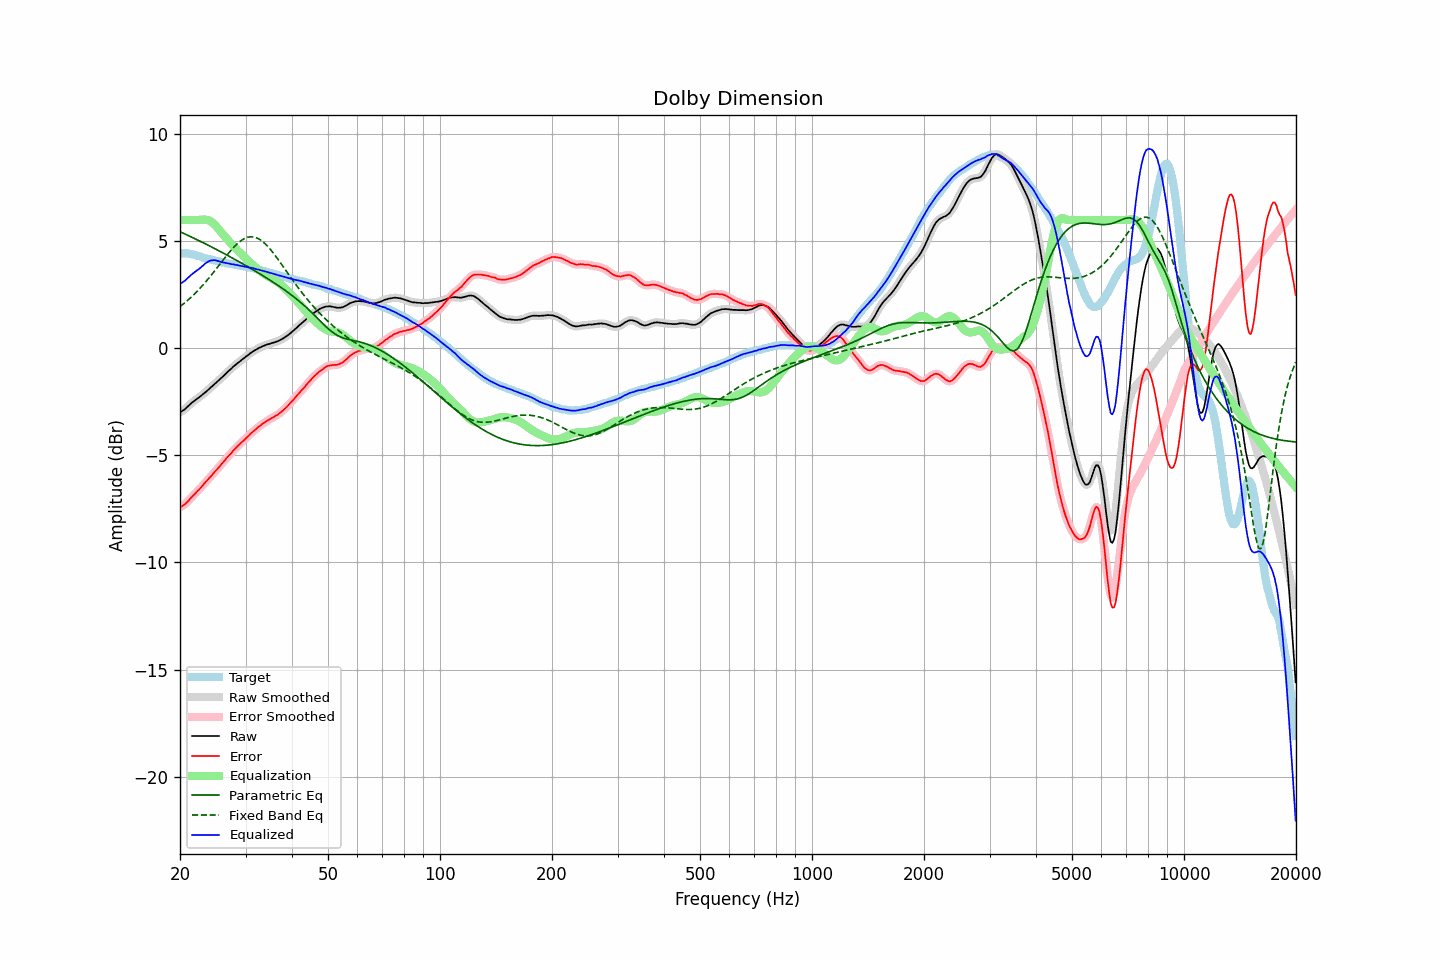 Dolby Dimension
10
5
0
−5
−10
−15
−20
Amplitude (dBr)
Target
Raw Smoothed
Error Smoothed
Raw
Error
Equalization
Parametric Eq
Fixed Band Eq
Equalized
20 50 100 200 500 1000 2000 5000 10000 20000
Frequency (Hz)